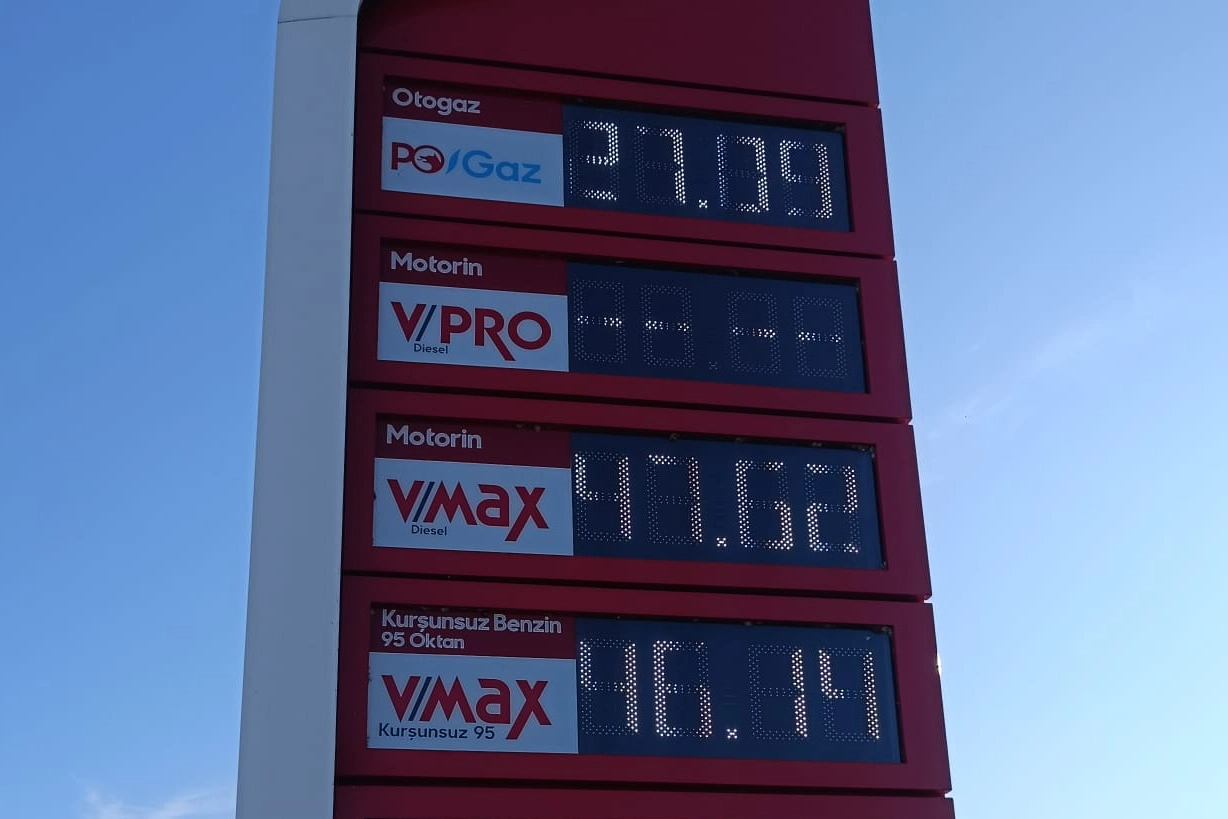 Otogaz
PO/Gaz
27.09
Motorin
V/PRO
Diesel
--.--
Motorin
V/Max
Diesel
47.62
Kurşunsuz Benzin
95 Oktan
V/Max
Kurşunsuz 95
46.14